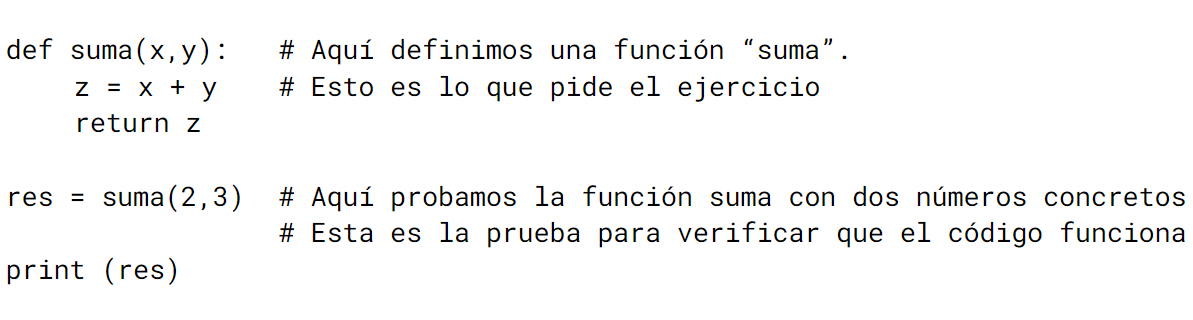 def suma(x,y):   # Aquí definimos una función “suma”.
    z = x + y    # Esto es lo que pide el ejercicio
    return z
res = suma(2,3)  # Aquí probamos la función suma con dos números concretos
                 # Esta es la prueba para verificar que el código funciona
print (res)